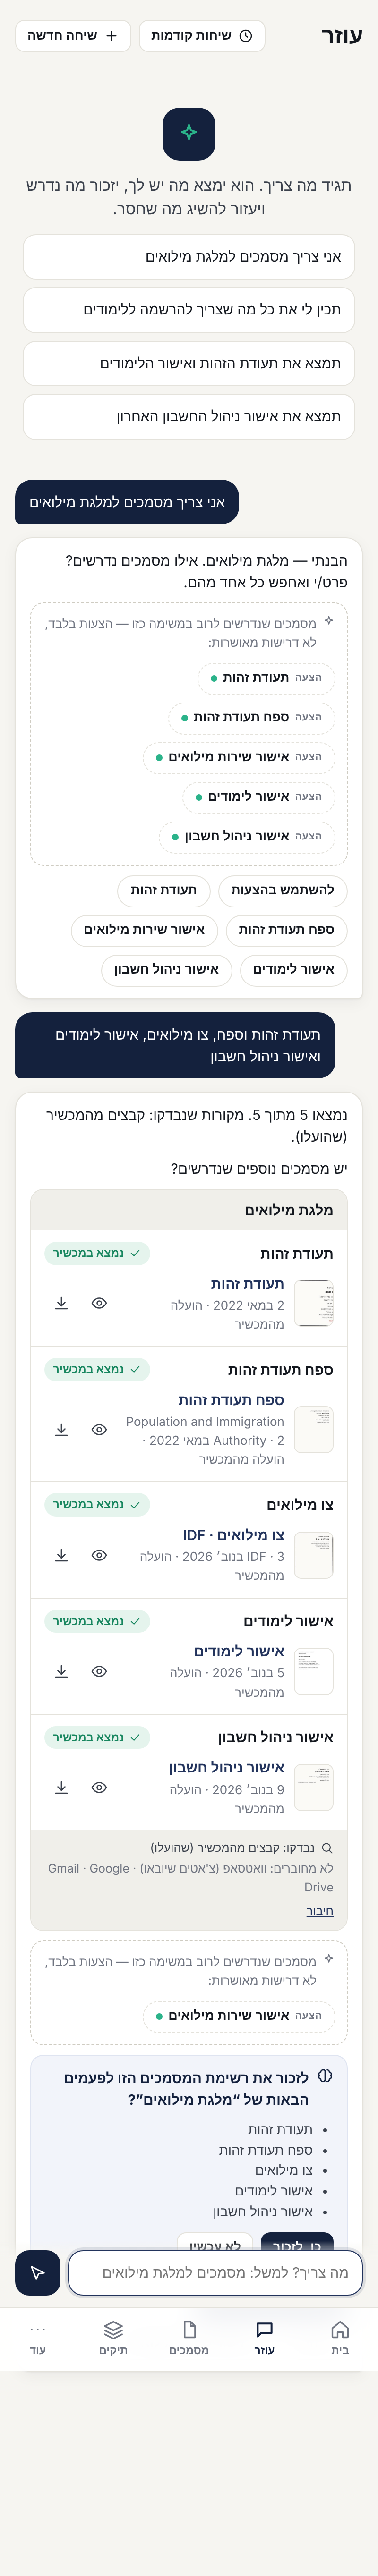 עוזר
שיחות קודמות
שיחה חדשה
תגיד מה צריך. הוא ימצא מה יש לך, יזכור מה נדרש
ויעזור להשיג מה שחסר.
אני צריך מסמכים למלגת מילואים
תכין לי את כל מה שצריך להרשמה ללימודים
תמצא את תעודת הזהות ואישור הלימודים
תמצא את אישור ניהול החשבון האחרון
אני צריך מסמכים למלגת מילואים
הבנתי — מלגת מילואים. אילו מסמכים נדרשים?
פרט/י ואחפש כל אחד מהם.
מסמכים שנדרשים לרוב במשימה כזו — הצעות בלבד,
לא דרישות מאושרות:
הצעה תעודת זהות
הצעה ספח תעודת זהות
הצעה אישור שירות מילואים
הצעה אישור לימודים
הצעה אישור ניהול חשבון
להשתמש בהצעות
תעודת זהות
ספח תעודת זהות
אישור שירות מילואים
אישור לימודים
אישור ניהול חשבון
תעודת זהות וספח, צו מילואים, אישור לימודים
ואישור ניהול חשבון
נמצאו 5 מתוך 5. מקורות שנבדקו: קבצים מהמכשיר
(שהועלו).
יש מסמכים נוספים שנדרשים?
מלגת מילואים
תעודת זהות
נמצא במכשיר
תעודת זהות
2 במאי 2022 · הועלה
מהמכשיר
ספח תעודת זהות
נמצא במכשיר
ספח תעודת זהות
Population and Immigration
Authority · 2 במאי 2022 ·
הועלה מהמכשיר
צו מילואים
נמצא במכשיר
צו מילואים · IDF
IDF · 3 בנוב׳ 2026 · הועלה
מהמכשיר
אישור לימודים
נמצא במכשיר
אישור לימודים
5 בנוב׳ 2026 · הועלה
מהמכשיר
אישור ניהול חשבון
נמצא במכשיר
אישור ניהול חשבון
9 בנוב׳ 2026 · הועלה
מהמכשיר
נבדקו: קבצים מהמכשיר (שהועלו)
לא מחוברים: וואטסאפ (צ'אטים שיובאו) · Gmail · Google
Drive
חיבור
מסמכים שנדרשים לרוב במשימה כזו — הצעות בלבד,
לא דרישות מאושרות:
הצעה אישור שירות מילואים
לזכור את רשימת המסמכים הזו לפעמים
הבאות של “מלגת מילואים”?
• תעודת זהות
• ספח תעודת זהות
• צו מילואים
• אישור לימודים
• אישור ניהול חשבון
כן, לזכור
לא עכשיו
מה צריך? למשל: מסמכים למלגת מילואים
בית
עוזר
מסמכים
תיקים
עוד